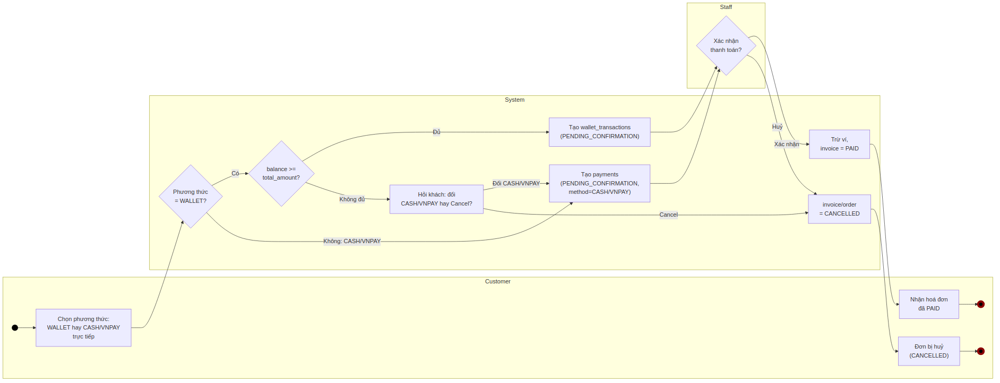 Staff
Xác nhận
thanh toán?
System
Tạo wallet_transactions
(PENDING_CONFIRMATION)
Đủ
Huỷ
Xác nhận
Trừ ví,
invoice = PAID
balance >=
total_amount?
Có
Phương thức
= WALLET?
Không đủ
Hỏi khách: đổi
CASH/VNPAY hay Cancel?
Đổi CASH/VNPAY
Tạo payments
(PENDING_CONFIRMATION,
method=CASH/VNPAY)
Cancel
invoice/order
= CANCELLED
Không: CASH/VNPAY
Customer
Chọn phương thức:
WALLET hay CASH/VNPAY
trực tiếp
Nhận hoá đơn
đã PAID
Đơn bị huỷ
(CANCELLED)